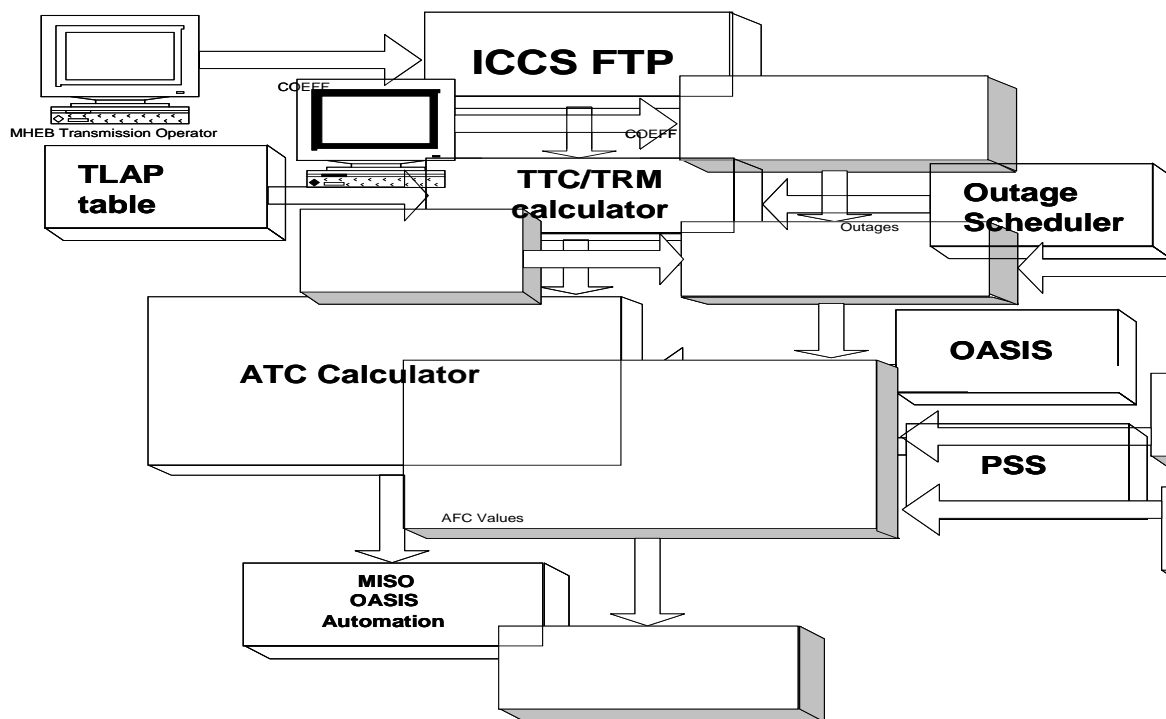 ICCS FTP
COEFF
MHEB Transmission Operator
COEFF
TLAP
table
TTC/TRM
calculator
Outage
Scheduler
Outages
OASIS
ATC Calculator
PSS
AFC Values
MISO
OASIS
Automation